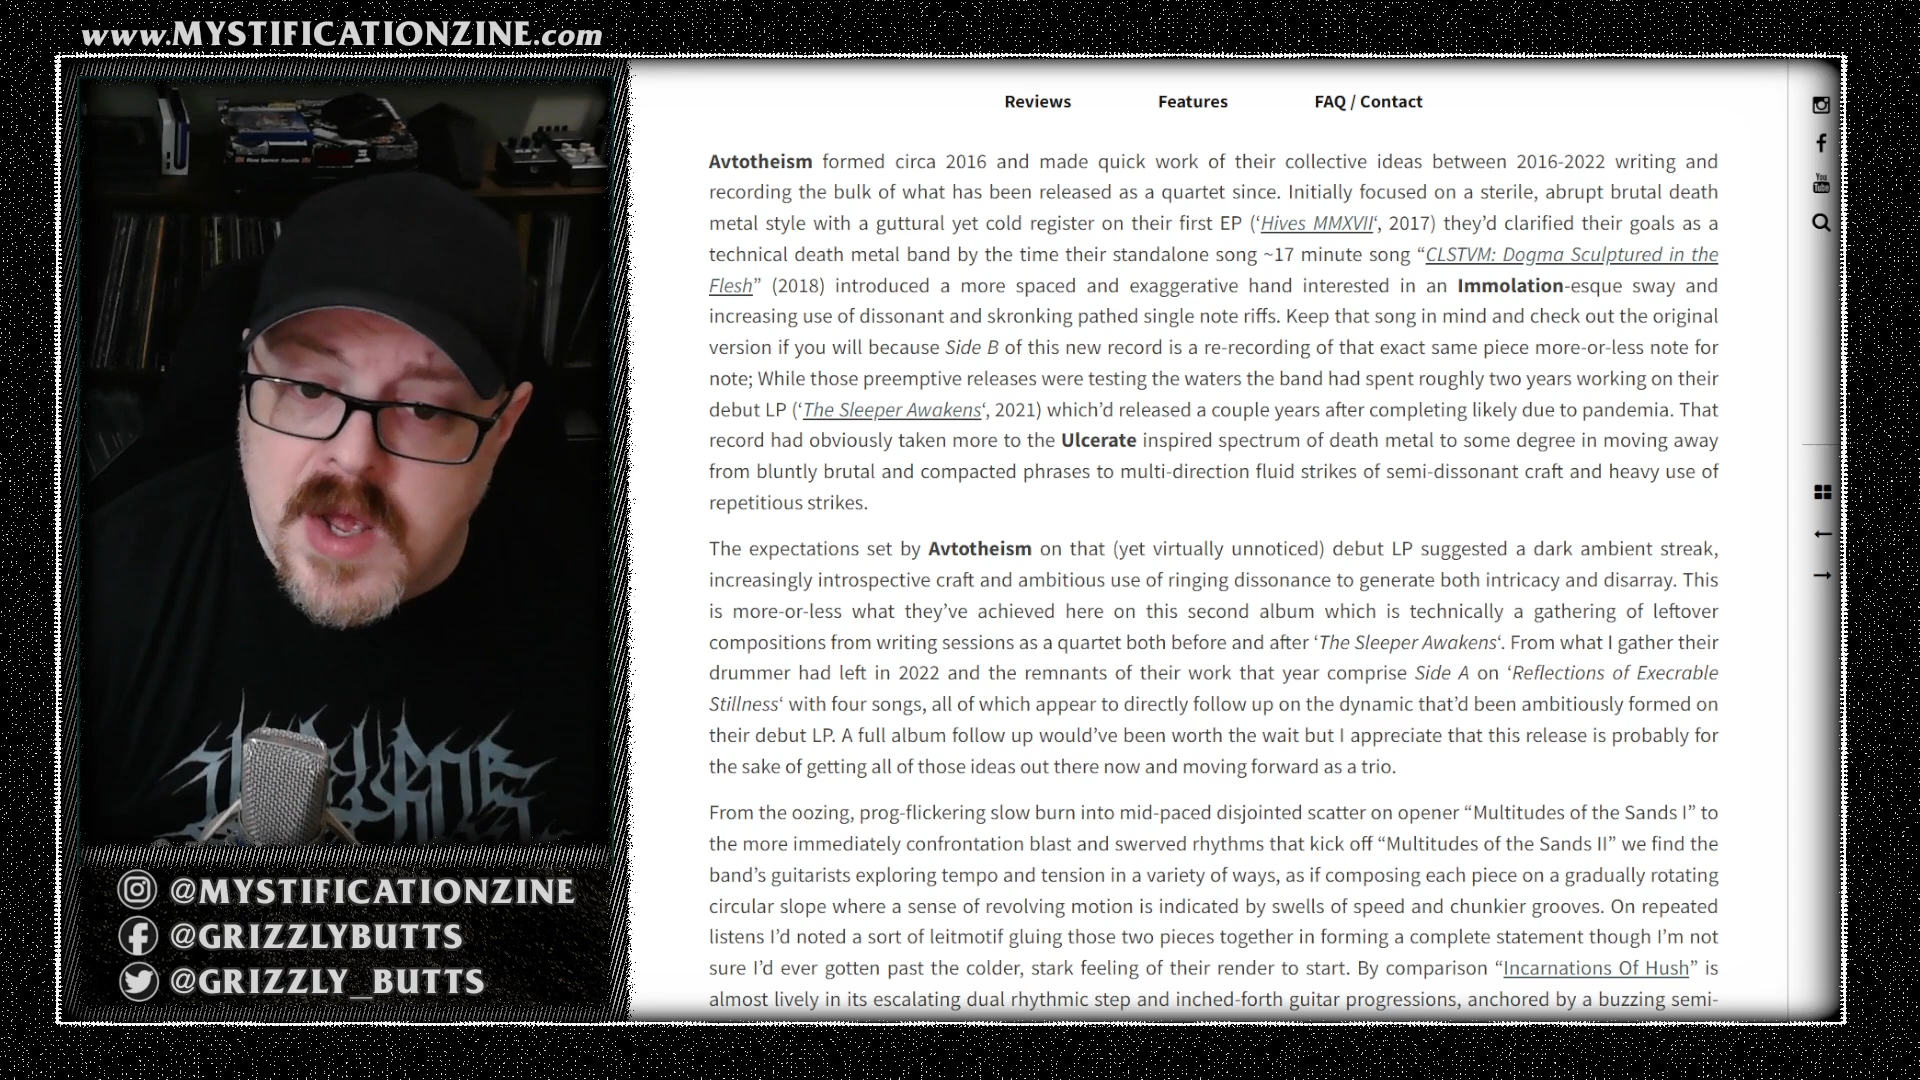 www.MYSTIFICATIONZINE.com
Reviews
Features
FAQ / Contact
Avtotheism formed circa 2016 and made quick work of their collective ideas between 2016-2022 writing and
recording the bulk of what has been released as a quartet since. Initially focused on a sterile, abrupt brutal death
metal style with a guttural yet cold register on their first EP (‘Hives MMXVII‘, 2017) they’d clarified their goals as a
technical death metal band by the time their standalone song ~17 minute song “CLSTVM: Dogma Sculptured in the
Flesh” (2018) introduced a more spaced and exaggerative hand interested in an Immolation-esque sway and
increasing use of dissonant and skronking pathed single note riffs. Keep that song in mind and check out the original
version if you will because Side B of this new record is a re-recording of that exact same piece more-or-less note for
note; While those preemptive releases were testing the waters the band had spent roughly two years working on their
debut LP (‘The Sleeper Awakens‘, 2021) which’d released a couple years after completing likely due to pandemic. That
record had obviously taken more to the Ulcerate inspired spectrum of death metal to some degree in moving away
from bluntly brutal and compacted phrases to multi-direction fluid strikes of semi-dissonant craft and heavy use of
repetitious strikes.
The expectations set by Avtotheism on that (yet virtually unnoticed) debut LP suggested a dark ambient streak,
increasingly introspective craft and ambitious use of ringing dissonance to generate both intricacy and disarray. This
is more-or-less what they’ve achieved here on this second album which is technically a gathering of leftover
compositions from writing sessions as a quartet both before and after ‘The Sleeper Awakens‘. From what I gather their
drummer had left in 2022 and the remnants of their work that year comprise Side A on ‘Reflections of Execrable
Stillness‘ with four songs, all of which appear to directly follow up on the dynamic that’d been ambitiously formed on
their debut LP. A full album follow up would’ve been worth the wait but I appreciate that this release is probably for
the sake of getting all of those ideas out there now and moving forward as a trio.
From the oozing, prog-flickering slow burn into mid-paced disjointed scatter on opener “Multitudes of the Sands I” to
the more immediately confrontation blast and swerved rhythms that kick off “Multitudes of the Sands II” we find the
band’s guitarists exploring tempo and tension in a variety of ways, as if composing each piece on a gradually rotating
circular slope where a sense of revolving motion is indicated by swells of speed and chunkier grooves. On repeated
listens I’d noted a sort of leitmotif gluing those two pieces together in forming a complete statement though I’m not
sure I’d ever gotten past the colder, stark feeling of their render to start. By comparison “Incarnations Of Hush” is
almost lively in its escalating dual rhythmic step and inched-forth guitar progressions, anchored by a buzzing semi-
You
Tube
@MYSTIFICATIONZINE
@GRIZZLYBUTTS
@GRIZZLY_BUTTS